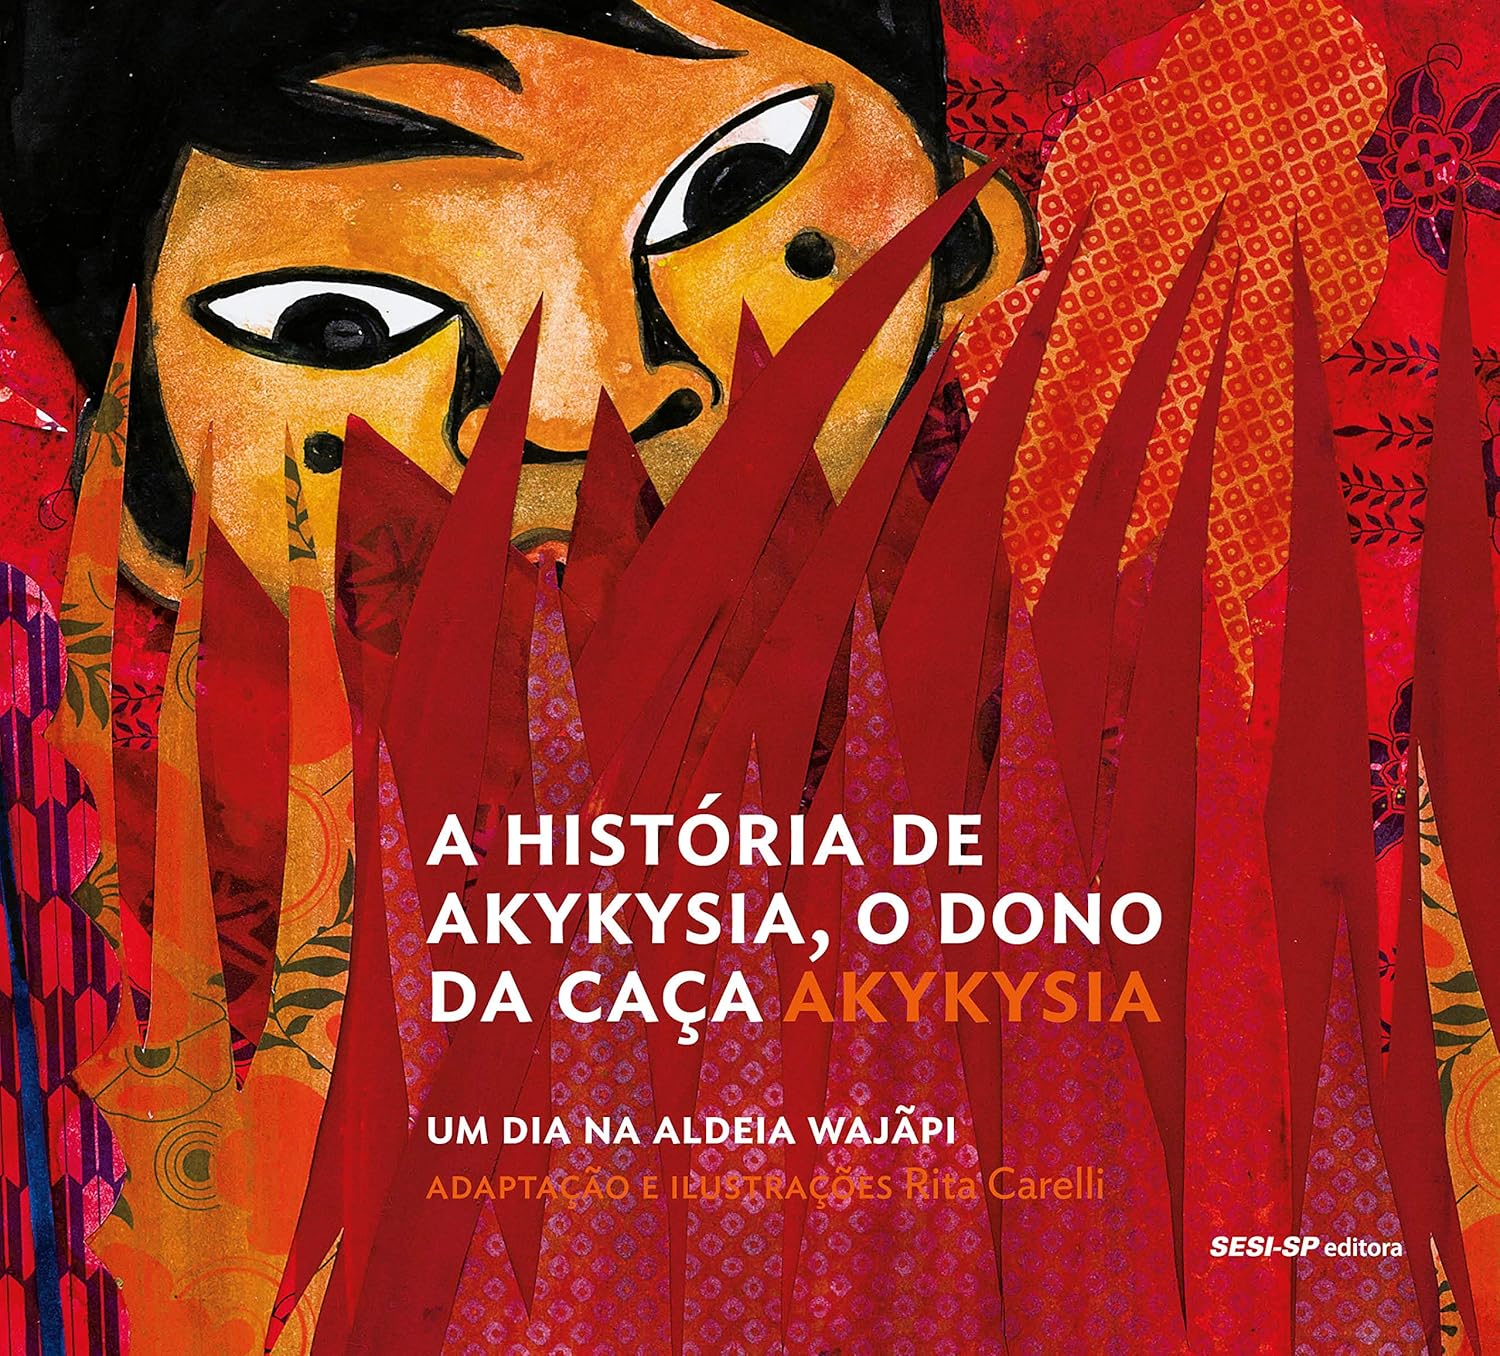 A HISTÓRIA DE
AKYKYSIA, O DONO
DA CAÇA AKYKYSIA
UM DIA NA ALDEIA WAJÃPI
ADAPTAÇÃO E ILUSTRAÇÕES Rita Carelli
SESI-SP editora